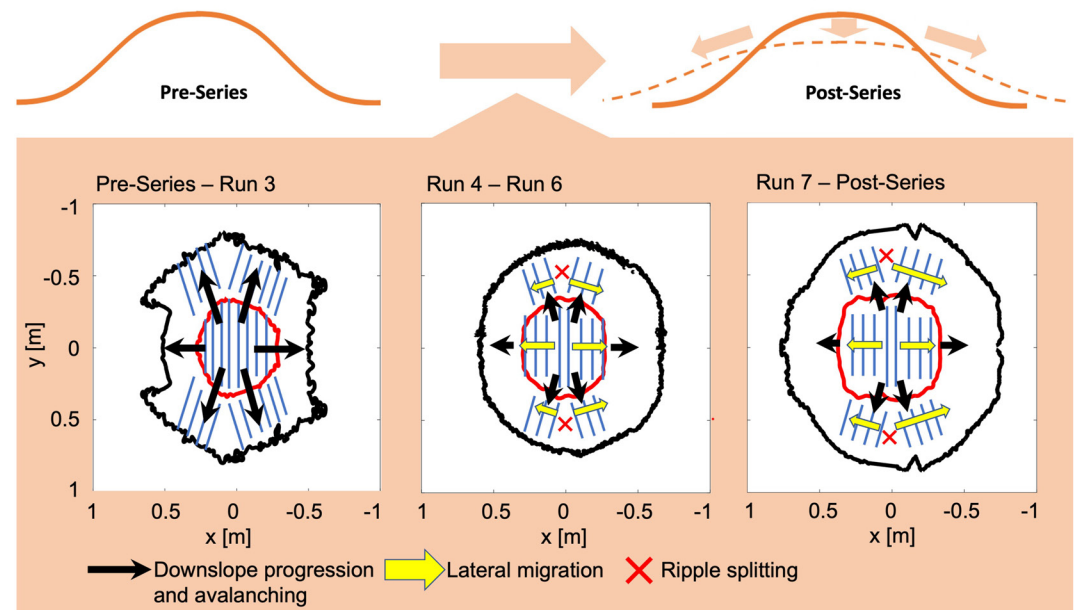 Pre-Series
Post-Series
Pre-Series – Run 3
Run 4 – Run 6
Run 7 – Post-Series
-1
-0.5
0
0.5
1
y [m]
1 0.5 0 -0.5 -1
x [m]
1 0.5 0 -0.5 -1
x [m]
1 0.5 0 -0.5 -1
x [m]
Downslope progression
and avalanching
Lateral migration
Ripple splitting